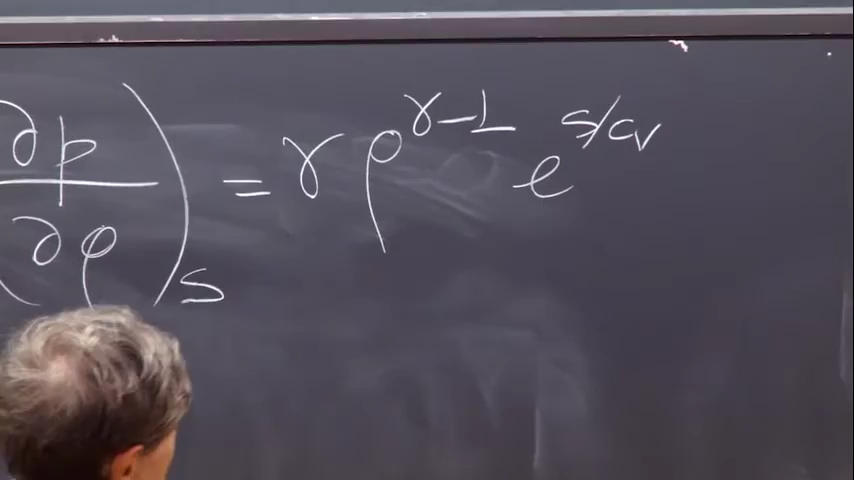 (∂p/∂ρ)_s = γ ρ^{γ-1} e^{s/c_v}